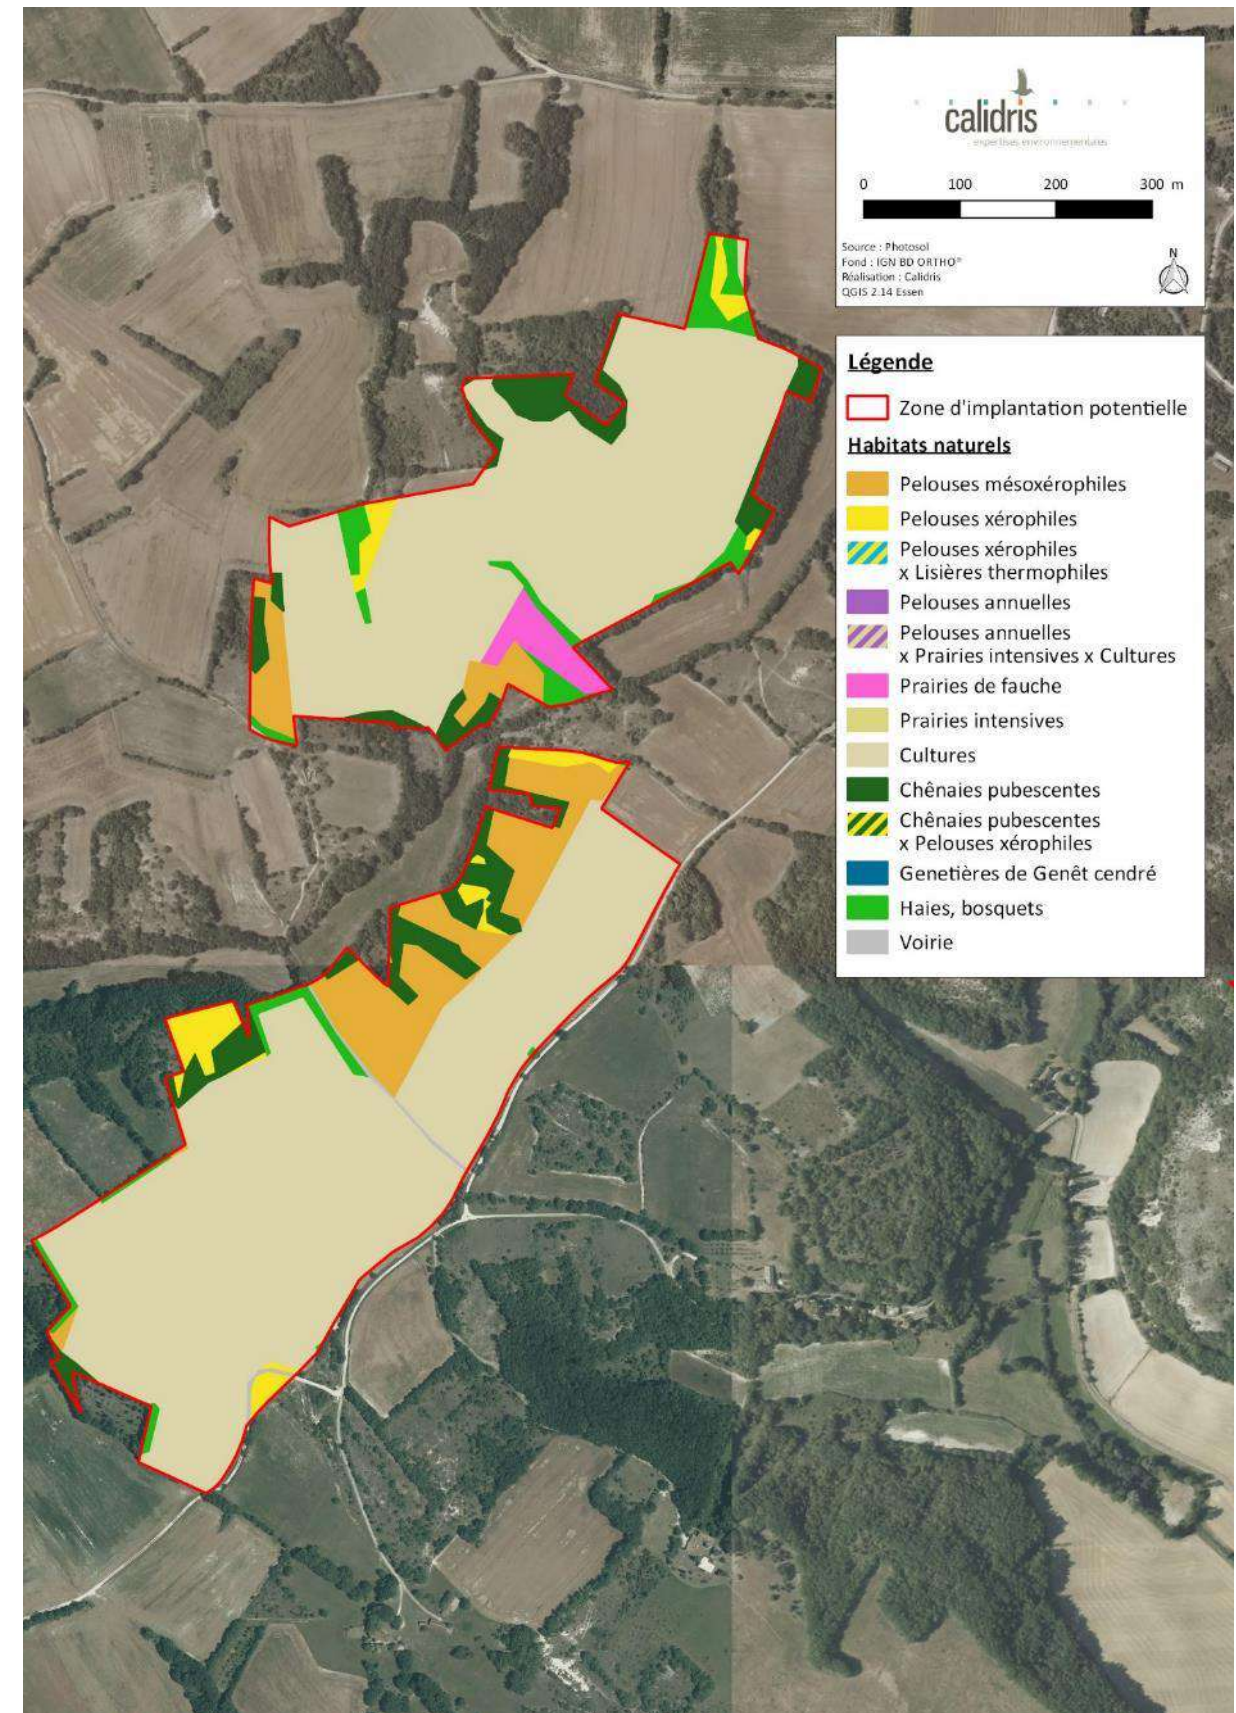 calidris
expertises environnementales
0 100 200 300 m
Source : Photosol
Fond : IGN BD ORTHO®
Réalisation : Calidris
QGIS 2.14 Essen
N
Légende
Zone d'implantation potentielle
Habitats naturels
Pelouses mésoxérophiles
Pelouses xérophiles
Pelouses xérophiles
x Lisières thermophiles
Pelouses annuelles
Pelouses annuelles
x Prairies intensives x Cultures
Prairies de fauche
Prairies intensives
Cultures
Chênaies pubescentes
Chênaies pubescentes
x Pelouses xérophiles
Genetières de Genêt cendré
Haies, bosquets
Voirie